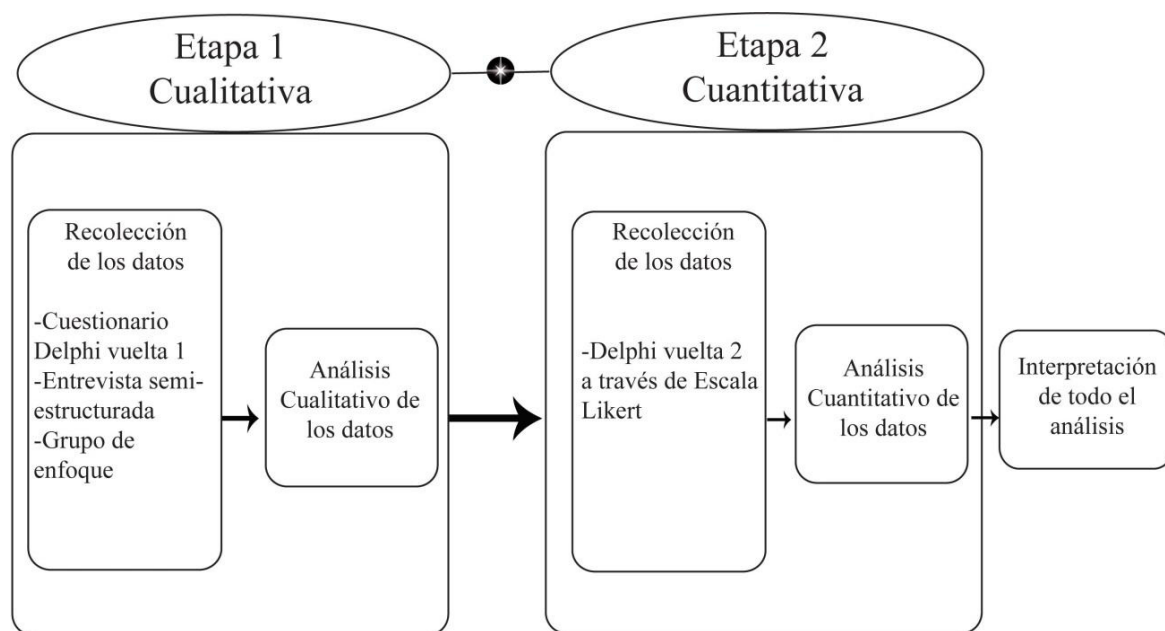 Etapa 1
Cualitativa
Etapa 2
Cuantitativa
Recolección
de los datos
-Cuestionario
Delphi vuelta 1
-Entrevista semi-
estructurada
-Grupo de
enfoque
Análisis
Cualitativo de
los datos
Recolección
de los datos
-Delphi vuelta 2
a través de Escala
Likert
Análisis
Cuantitativo de
los datos
Interpretación
de todo el
análisis